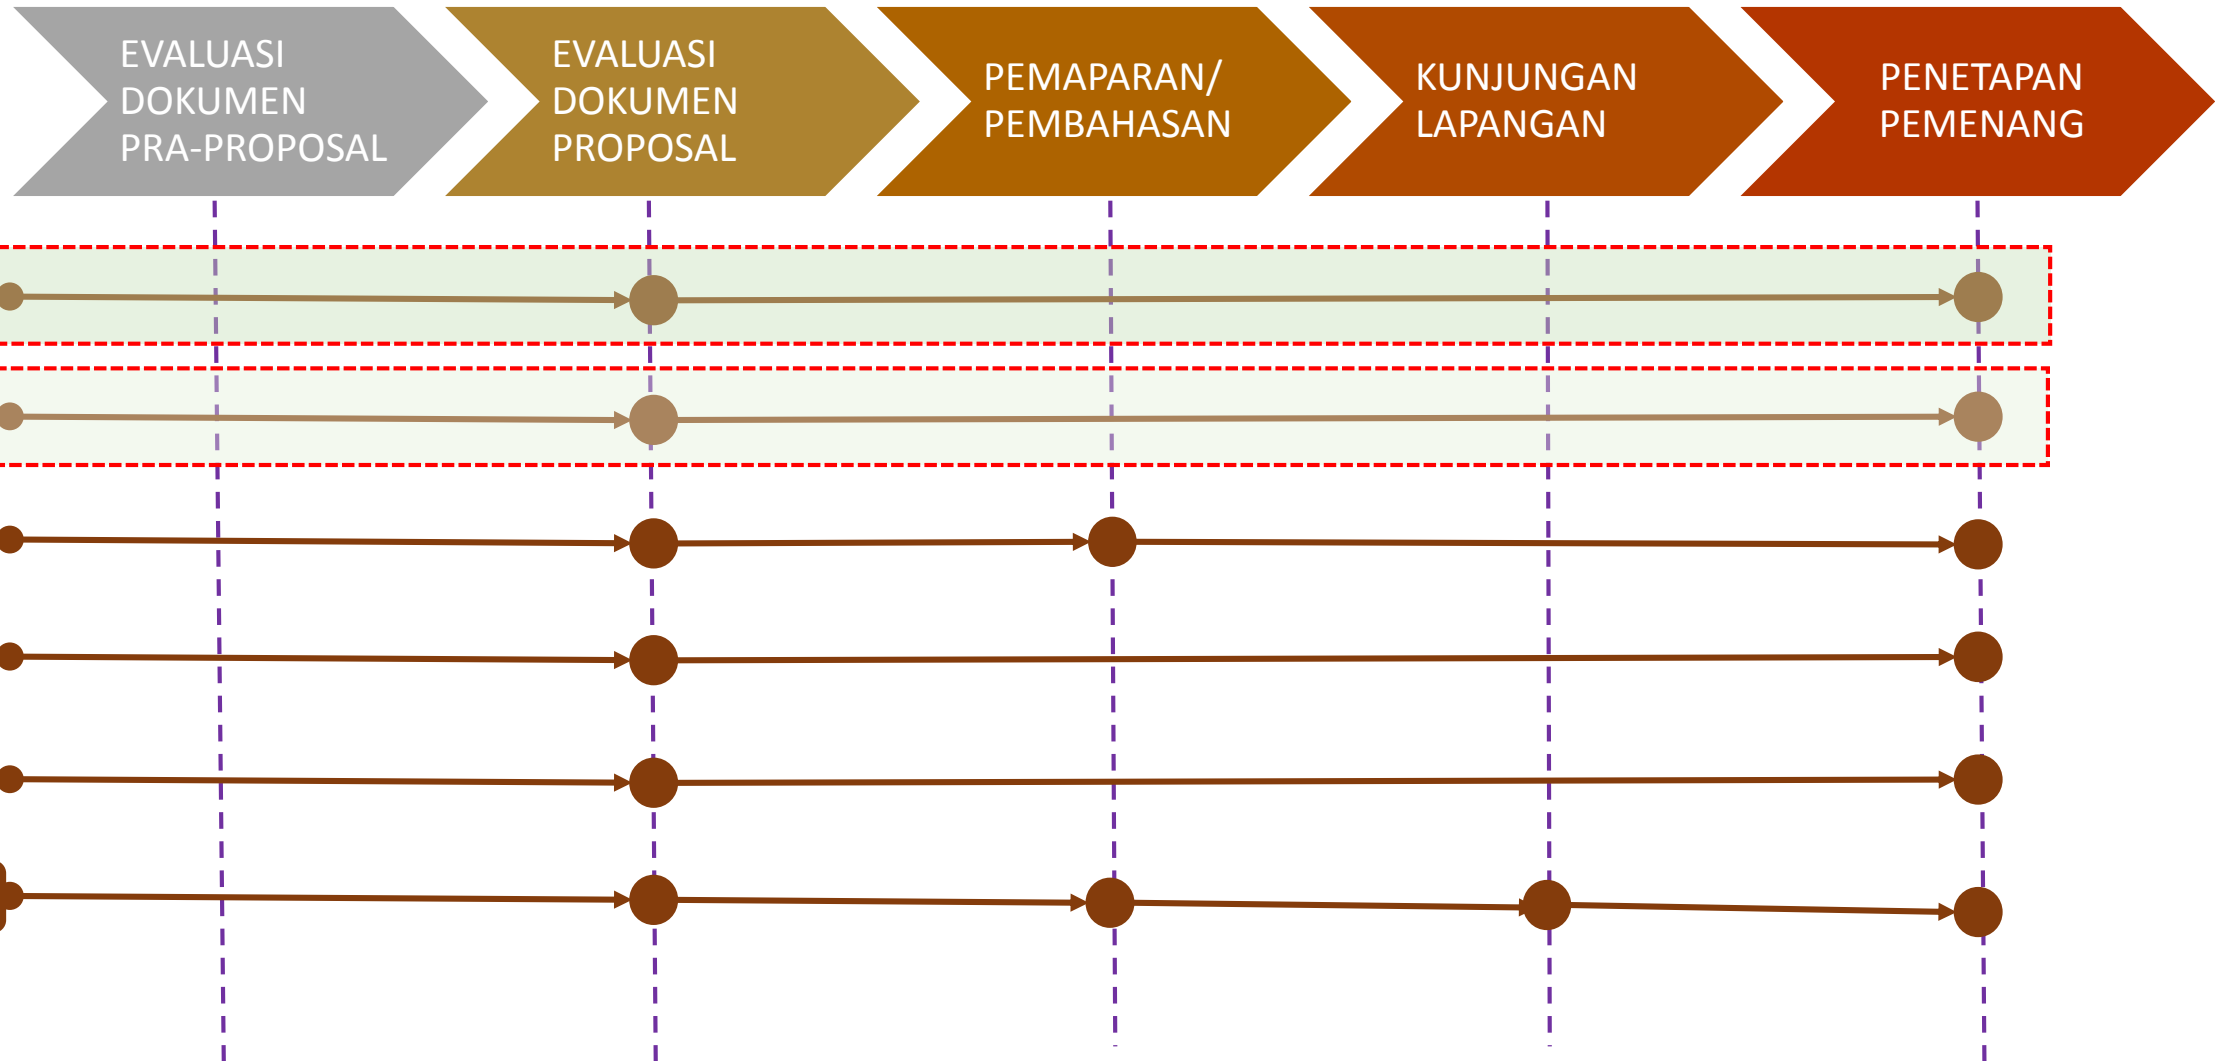 EVALUASI
DOKUMEN
PRA-PROPOSAL
EVALUASI
DOKUMEN
PROPOSAL
PEMAPARAN/
PEMBAHASAN
KUNJUNGAN
LAPANGAN
PENETAPAN
PEMENANG